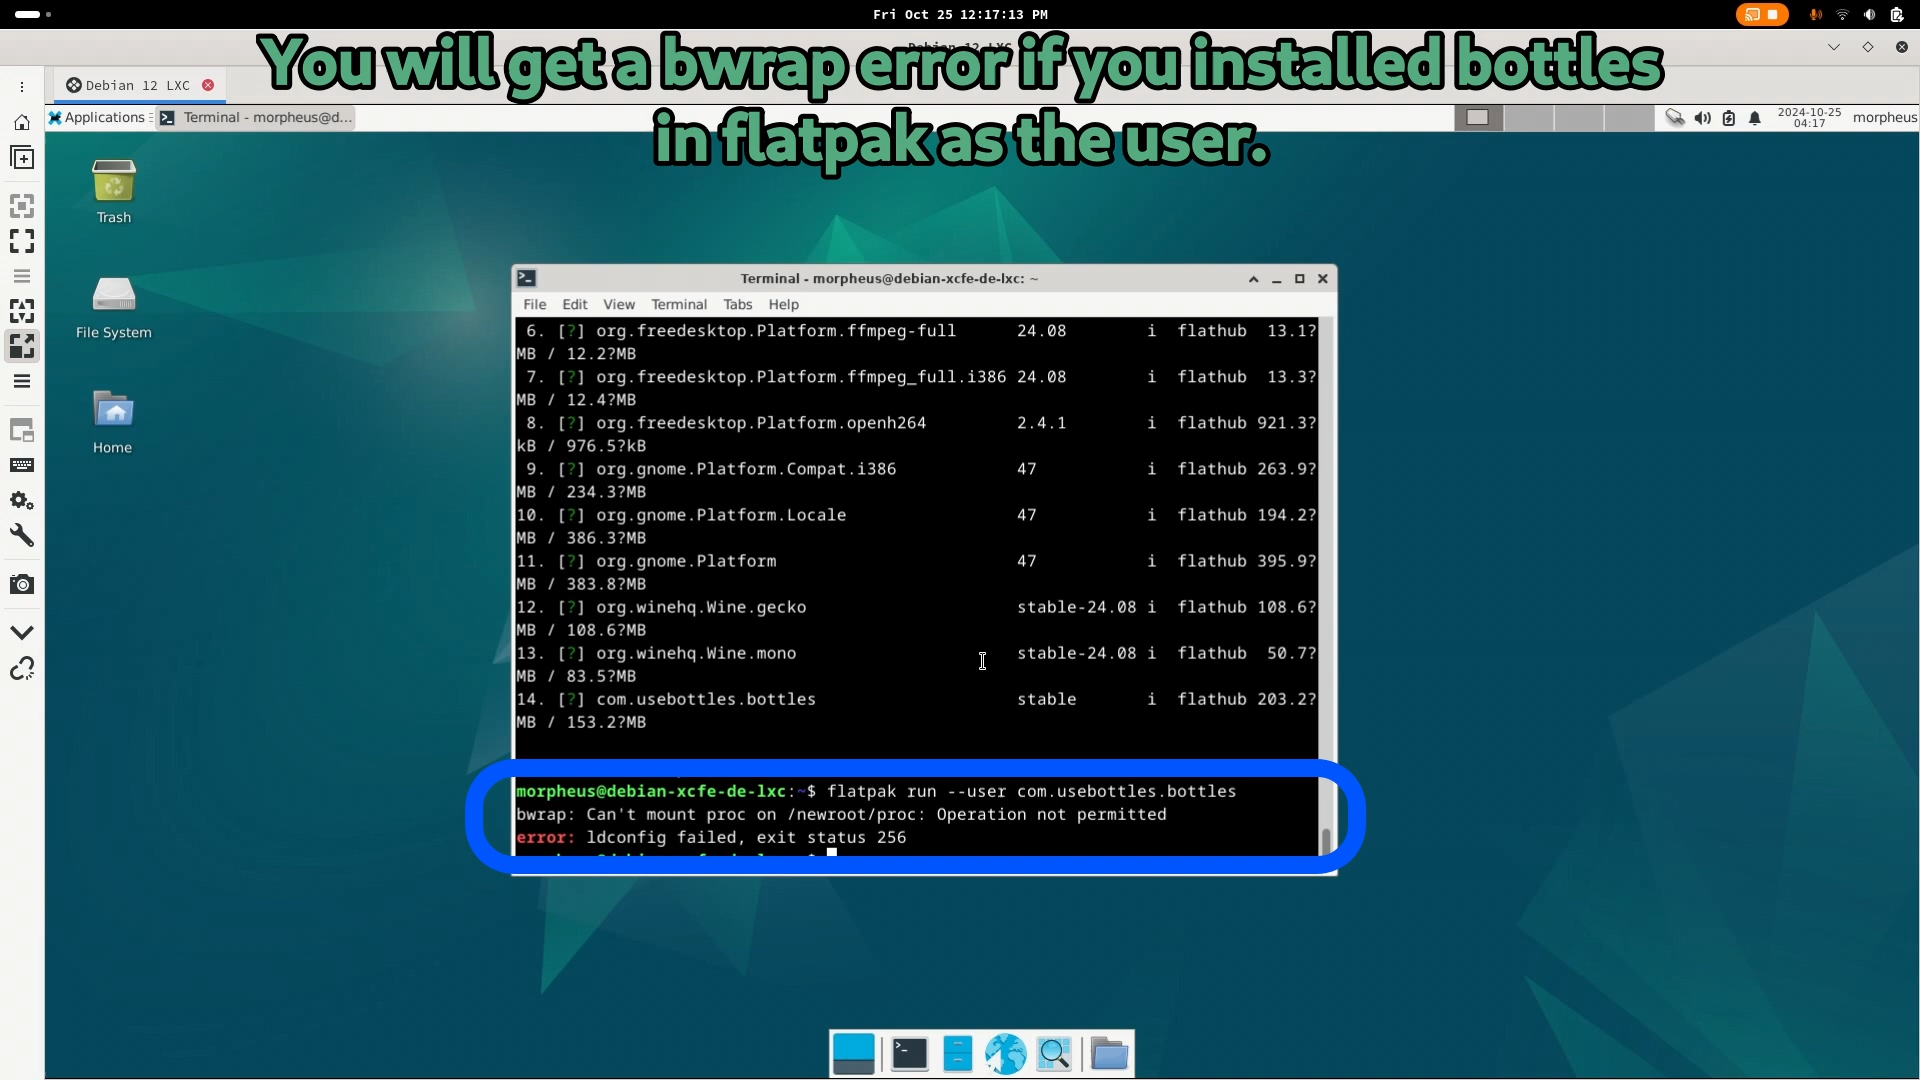 Fri Oct 25 12:17:13 PM
You will get a bwrap error if you installed bottles
in flatpak as the user.
Debian 12 LXC
Applications
Terminal - morpheus@d...
2024-10-25
04:17
morpheus
Trash
File System
Home
Terminal - morpheus@debian-xcfe-de-lxc: ~
File Edit View Terminal Tabs Help
6. [?] org.freedesktop.Platform.ffmpeg-full 24.08 i flathub 13.1?
MB / 12.2?MB
7. [?] org.freedesktop.Platform.ffmpeg_full.i386 24.08 i flathub 13.3?
MB / 12.4?MB
8. [?] org.freedesktop.Platform.openh264 2.4.1 i flathub 921.3?
kB / 976.5?kB
9. [?] org.gnome.Platform.Compat.i386 47 i flathub 263.9?
MB / 234.3?MB
10. [?] org.gnome.Platform.Locale 47 i flathub 194.2?
MB / 386.3?MB
11. [?] org.gnome.Platform 47 i flathub 395.9?
MB / 383.8?MB
12. [?] org.winehq.Wine.gecko stable-24.08 i flathub 108.6?
MB / 108.6?MB
13. [?] org.winehq.Wine.mono stable-24.08 i flathub 50.7?
MB / 83.5?MB
14. [?] com.usebottles.bottles stable i flathub 203.2?
MB / 153.2?MB
morpheus@debian-xcfe-de-lxc:~$ flatpak run --user com.usebottles.bottles
bwrap: Can't mount proc on /newroot/proc: Operation not permitted
error: ldconfig failed, exit status 256